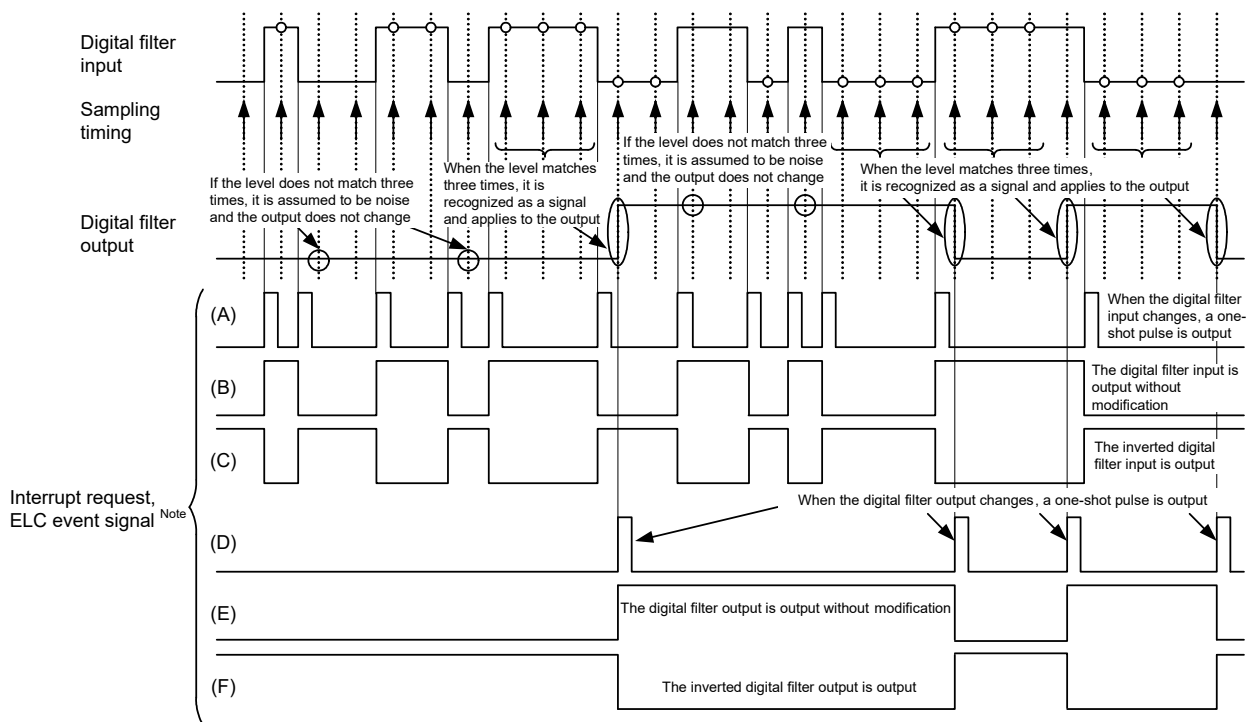 Digital filter
input
Sampling
timing
If the level does not match three
times, it is assumed to be noise
and the output does not change
When the level matches
three times, it is
recognized as a signal
and applies to the output
If the level does not match three
times, it is assumed to be noise
and the output does not change
When the level matches three times,
it is recognized as a signal and applies to the output
Digital filter
output
(A)
When the digital filter
input changes, a one-
shot pulse is output
(B)
The digital filter input is
output without
modification
(C)
The inverted digital
filter input is output
Interrupt request,
ELC event signal Note
When the digital filter output changes, a one-shot pulse is output
(D)
(E)
The digital filter output is output without modification
(F)
The inverted digital filter output is output